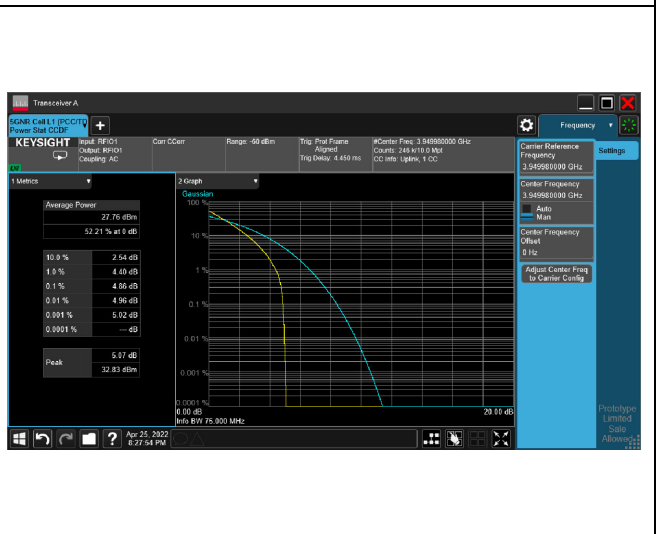 Transceiver A
5GNR Call L1 (PCC/TD
Power Stat CCDF
+
Frequency
KEYSIGHT
Input: RFIO1
Output: RFIO1
Coupling: AC
Corr CCorr
Range: -60 dBm
Trig: Prot Frame
Aligned
Trig Delay: 4.450 ms
#Center Freq: 3.949980000 GHz
Counts: 246 k/10.0 Mpt
CC Info: Uplink, 1 CC
1 Metrics
Average Power
27.76 dBm
52.21 % at 0 dB
10.0 % 2.54 dB
1.0 % 4.40 dB
0.1 % 4.86 dB
0.01 % 4.96 dB
0.001 % 5.02 dB
0.0001 % --- dB
Peak
5.07 dB
32.83 dBm
2 Graph
Gaussian
100 %
10 %
1 %
0.1 %
0.01 %
0.001 %
0.0001 %
0.00 dB
20.00 dB
Info BW 75.000 MHz
Carrier Reference
Frequency
3.949980000 GHz
Center Frequency
3.949980000 GHz
Auto
Man
Center Frequency
Offset
0 Hz
Adjust Center Freq
to Carrier Config
Settings
Prototype
Limited
Sale
Allowed
?
Apr 25, 2022
8:27:54 PM